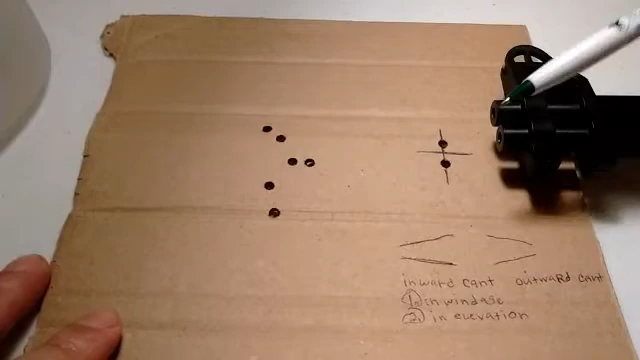 inward cant outward cant
① in windage
② in elevation